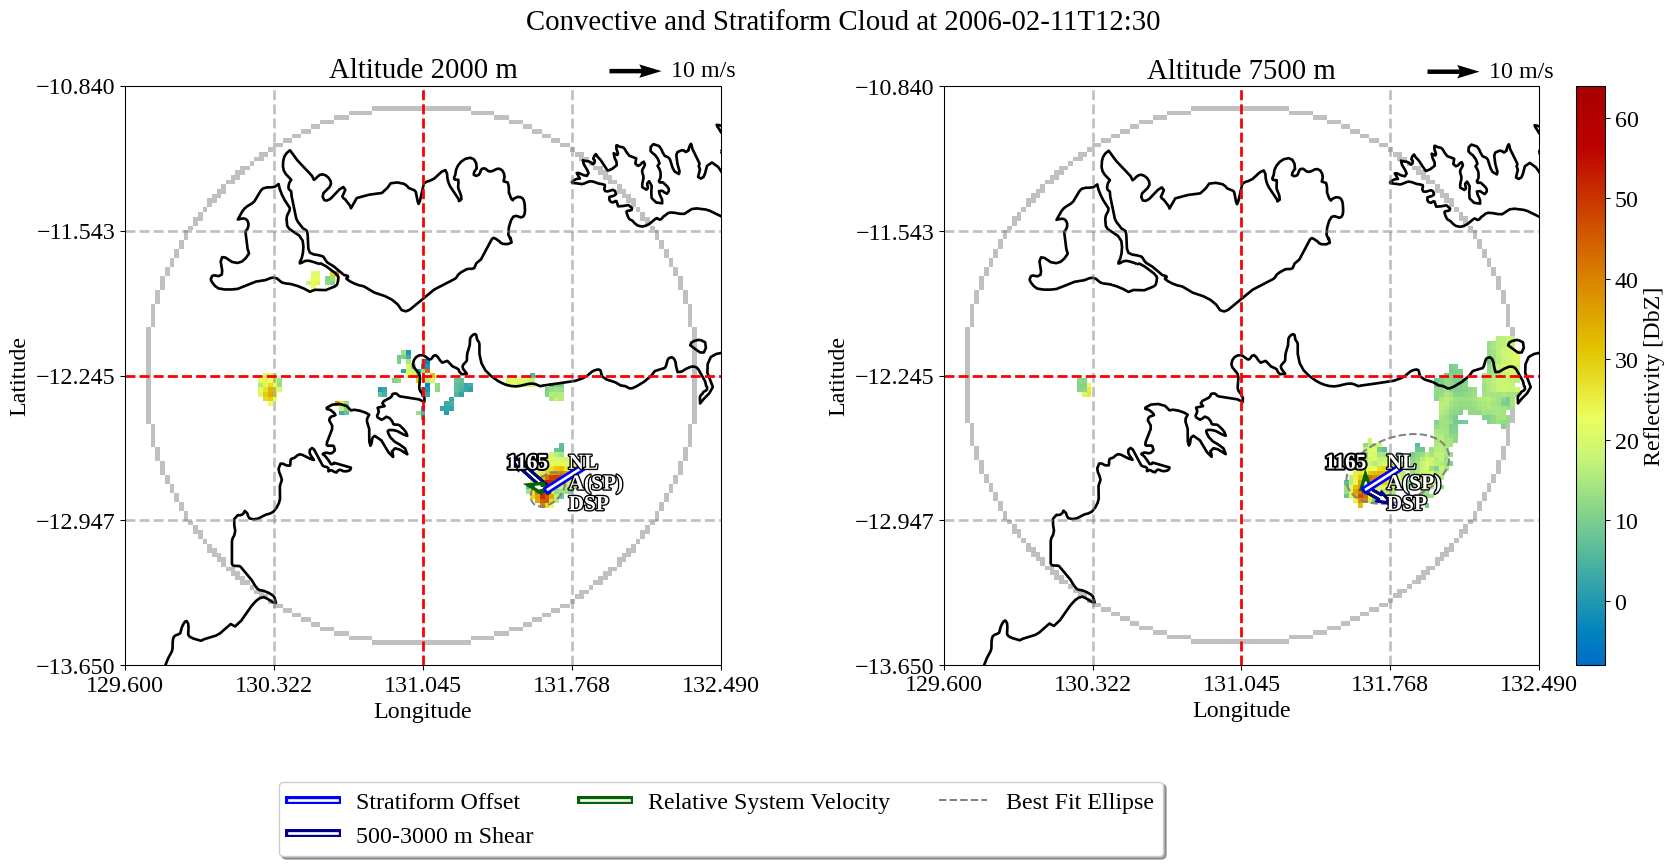 Convective and Stratiform Cloud at 2006-02-11T12:30
Altitude 2000 m
10 m/s
−10.840
−11.543
−12.245
−12.947
−13.650
Latitude
129.600
130.322
131.045
131.768
132.490
Longitude
1165
NL
A(SP)
DSP
Altitude 7500 m
10 m/s
−10.840
−11.543
−12.245
−12.947
−13.650
Latitude
129.600
130.322
131.045
131.768
132.490
Longitude
1165
NL
A(SP)
DSP
60
50
40
30
20
10
0
Reflectivity [DbZ]
Stratiform Offset
500-3000 m Shear
Relative System Velocity
Best Fit Ellipse